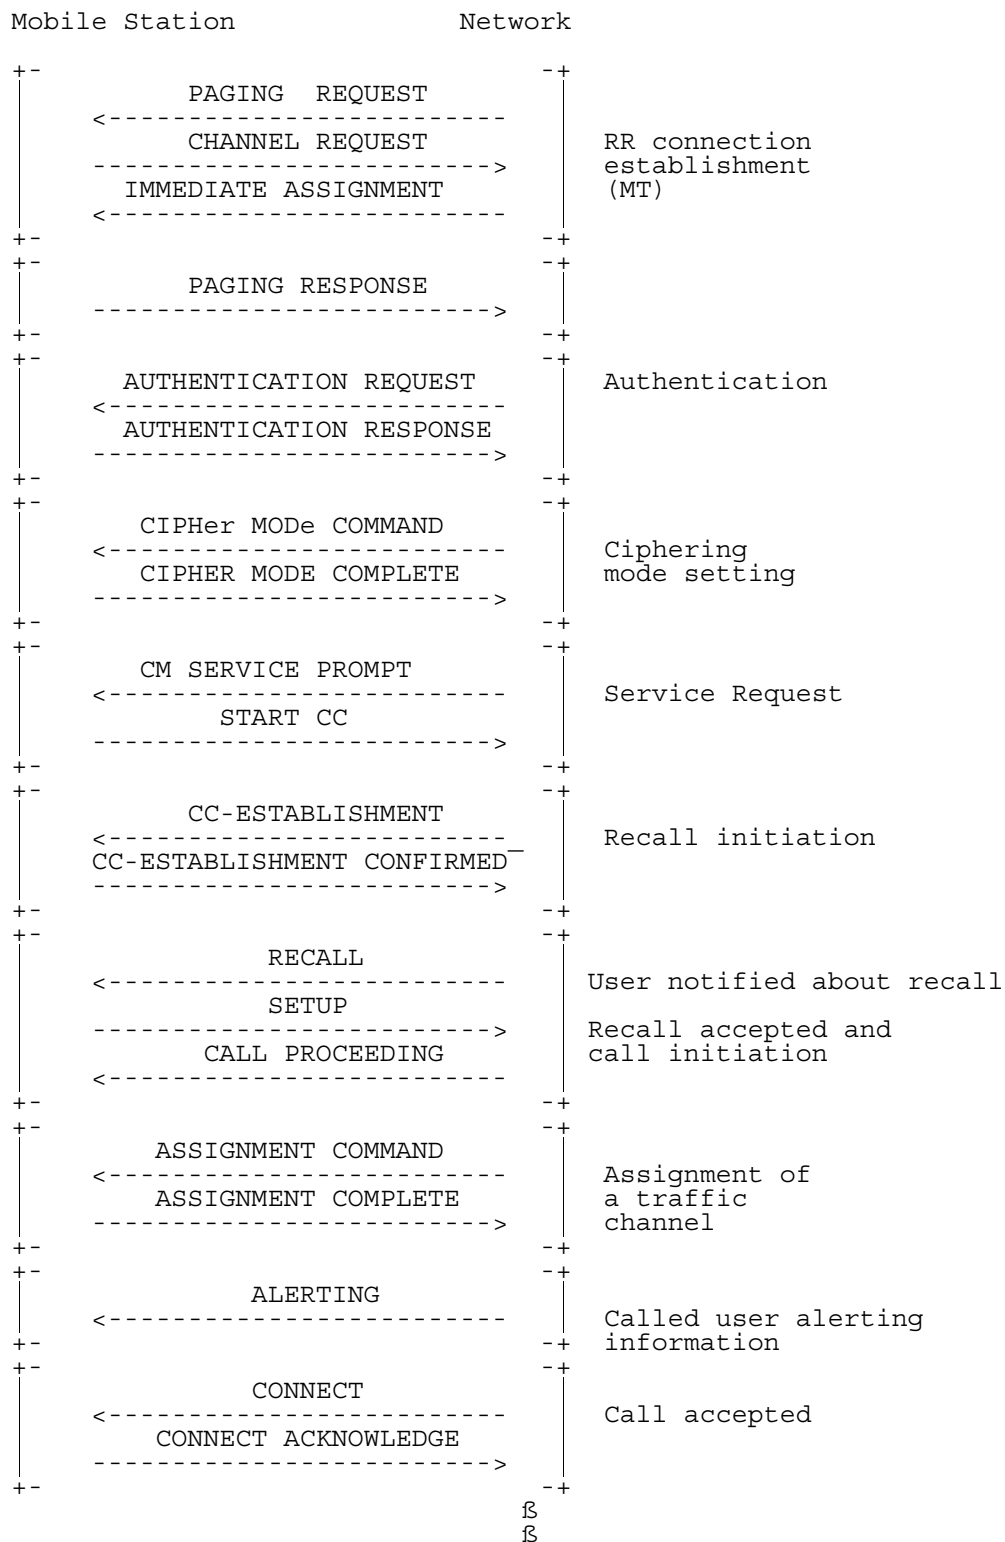 Mobile Station Network
+- -+
PAGING REQUEST
<-------------------------
CHANNEL REQUEST RR connection
-------------------------> establishment
IMMEDIATE ASSIGNMENT (MT)
<-------------------------
+- -+
+- -+
PAGING RESPONSE
------------------------->
+- -+
+- -+
AUTHENTICATION REQUEST Authentication
<-------------------------
AUTHENTICATION RESPONSE
------------------------->
+- -+
+- -+
CIPHer MODe COMMAND
<------------------------- Ciphering
CIPHER MODE COMPLETE mode setting
------------------------->
+- -+
+- -+
CM SERVICE PROMPT
<------------------------- Service Request
START CC
------------------------->
+- -+
+- -+
CC-ESTABLISHMENT
<------------------------- Recall initiation
CC-ESTABLISHMENT CONFIRMED¯
------------------------->
+- -+
+- -+
RECALL
<------------------------- User notified about recall
SETUP
-------------------------> Recall accepted and
CALL PROCEEDING call initiation
<-------------------------
+- -+
+- -+
ASSIGNMENT COMMAND
<------------------------- Assignment of
ASSIGNMENT COMPLETE a traffic
-------------------------> channel
+- -+
+- -+
ALERTING
<------------------------- Called user alerting
+- -+ information
+- -+
CONNECT
<------------------------- Call accepted
CONNECT ACKNOWLEDGE
------------------------->
+- -+
ß
ß